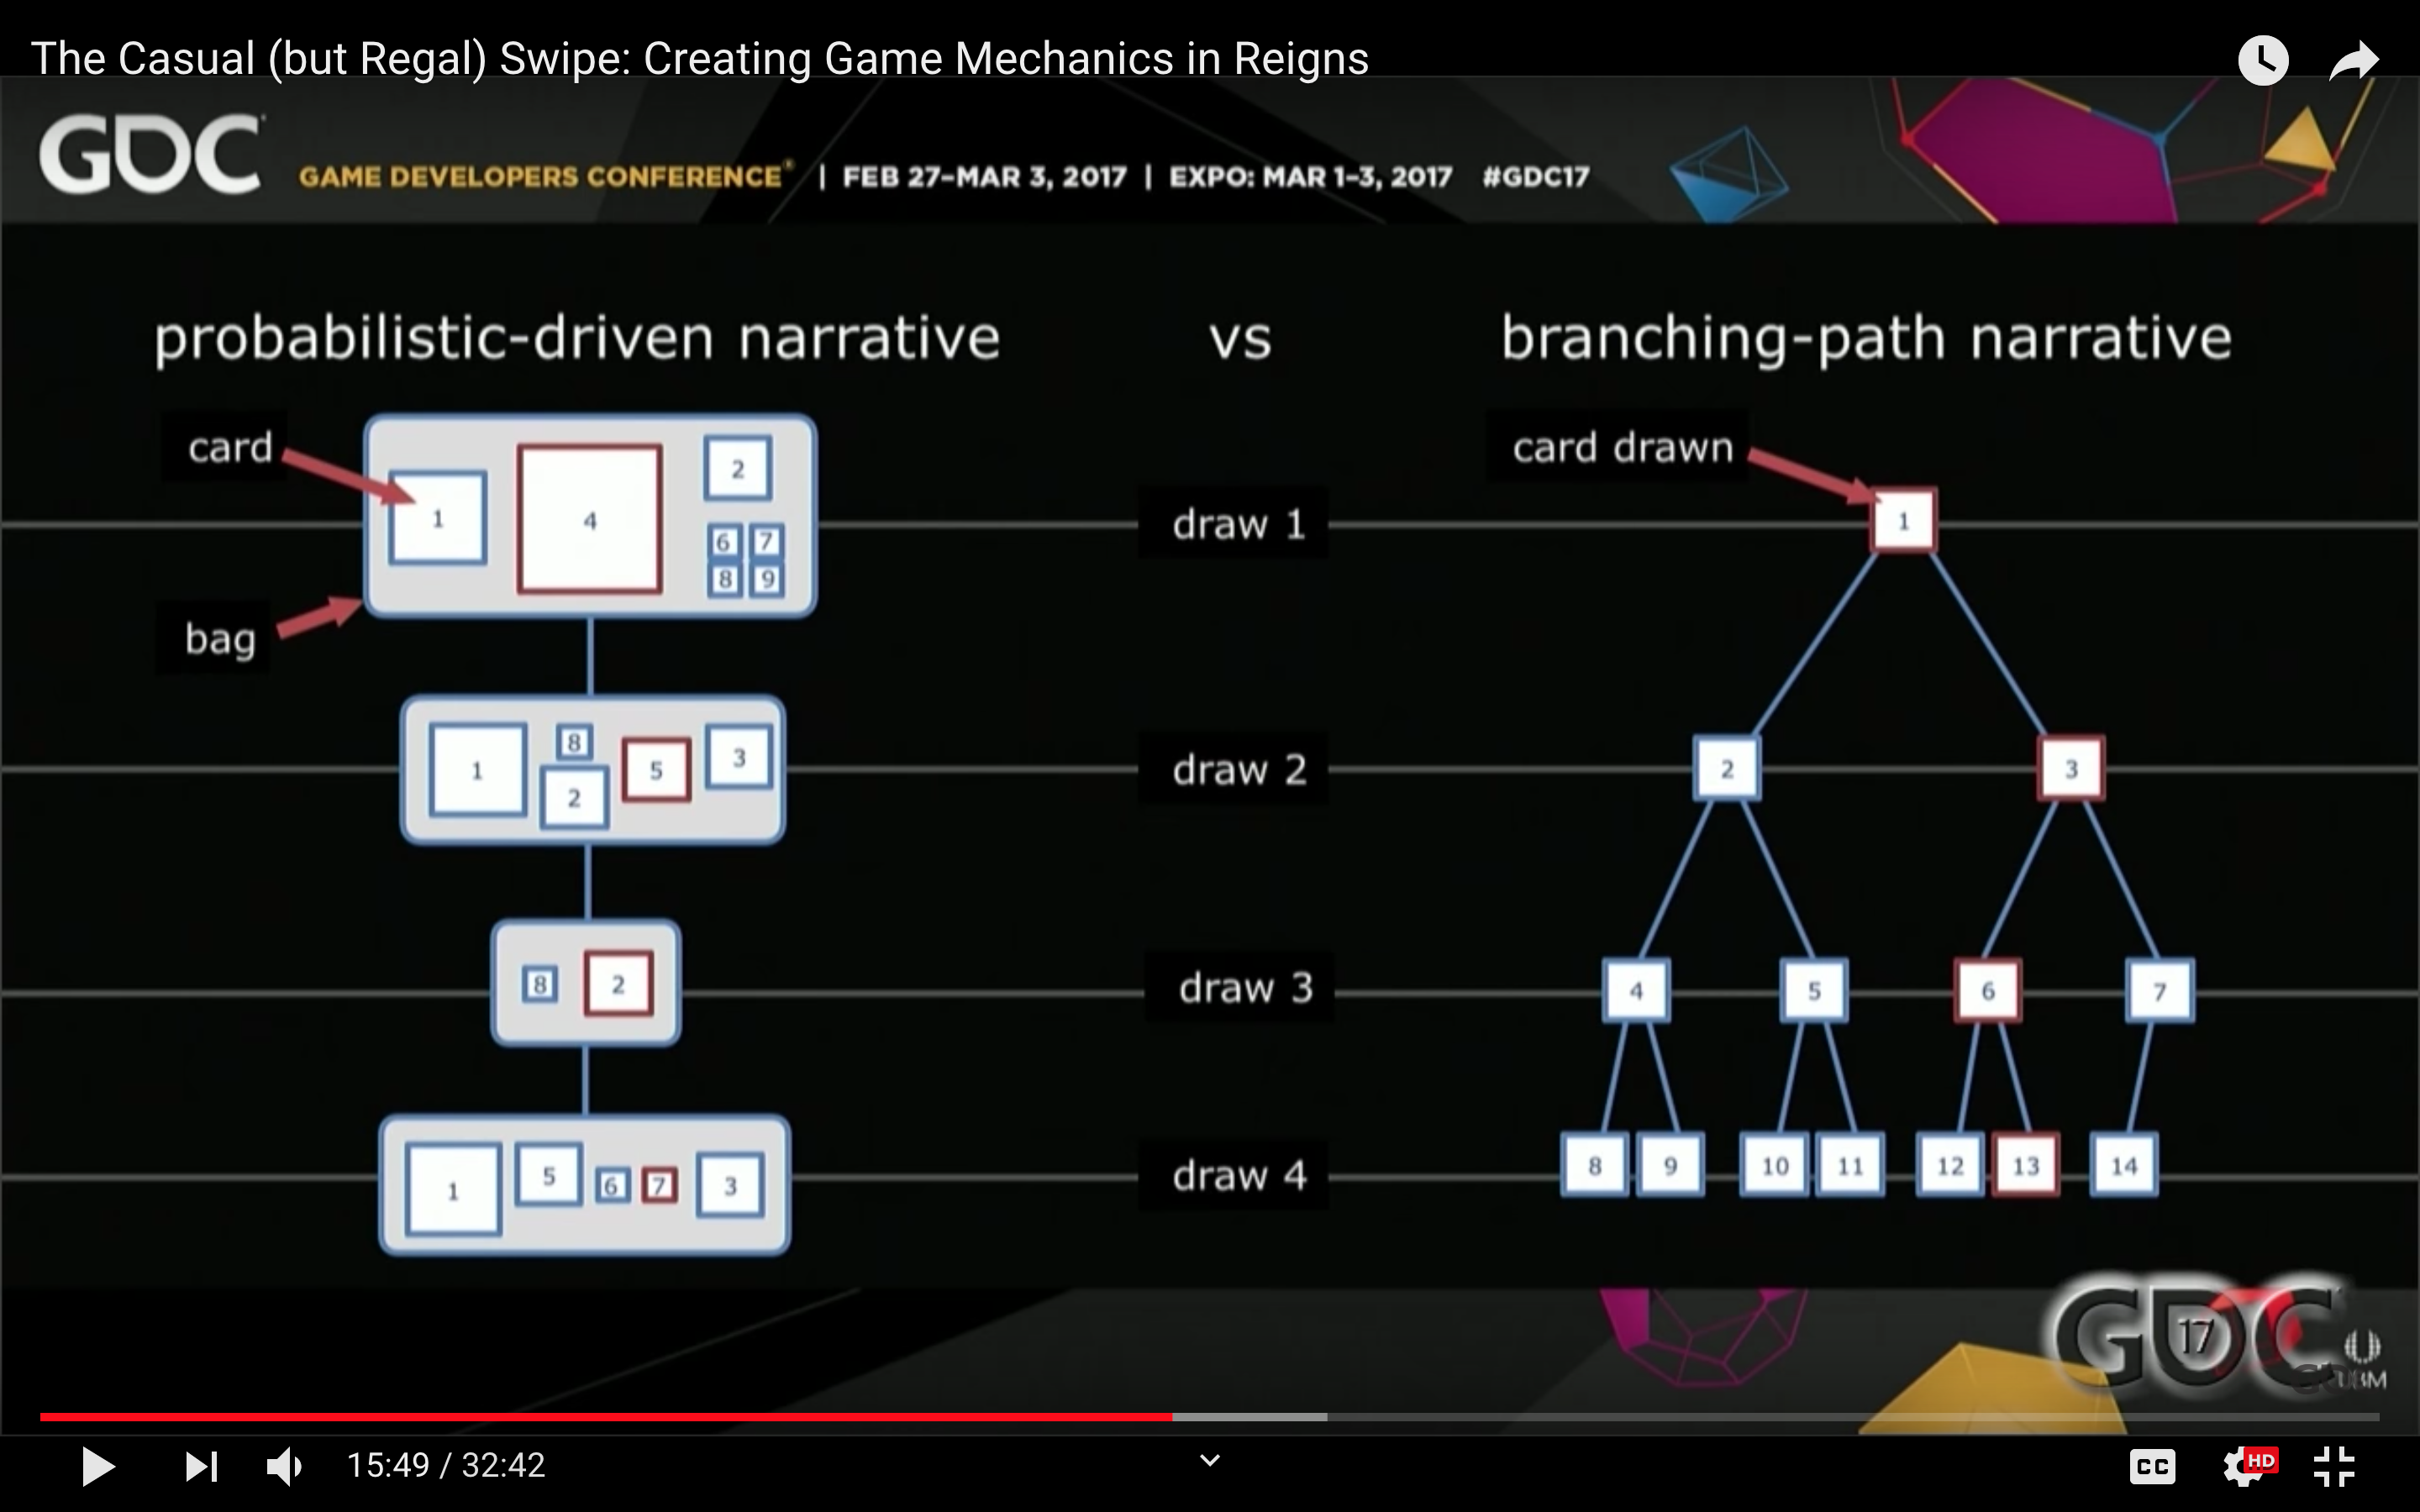 The Casual (but Regal) Swipe: Creating Game Mechanics in Reigns
GDC
GAME DEVELOPERS CONFERENCE® | FEB 27–MAR 3, 2017 | EXPO: MAR 1–3, 2017 #GDC17
probabilistic-driven narrative vs branching-path narrative
card
1
4
2
6 7
8 9
bag
draw 1
card drawn
1
1
8
2
5
3
draw 2
2 3
8 2
draw 3
4 5 6 7
1 5 6 7 3
draw 4
8 9 10 11 12 13 14
GDC
17
UBM
15:49 / 32:42
CC
HD